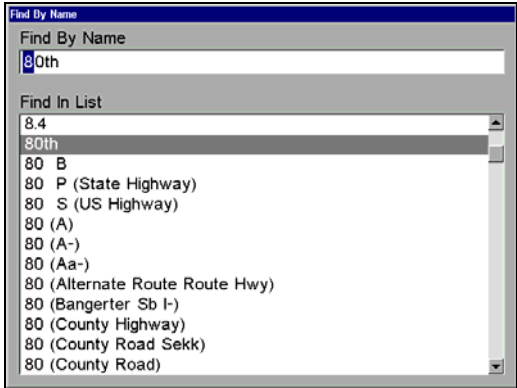 Find By Name
Find By Name
80th
Find In List
8.4
80th
80 B
80 P (State Highway)
80 S (US Highway)
80 (A)
80 (A-)
80 (Aa-)
80 (Alternate Route Route Hwy)
80 (Bangerter Sb I-)
80 (County Highway)
80 (County Road Sekk)
80 (County Road)